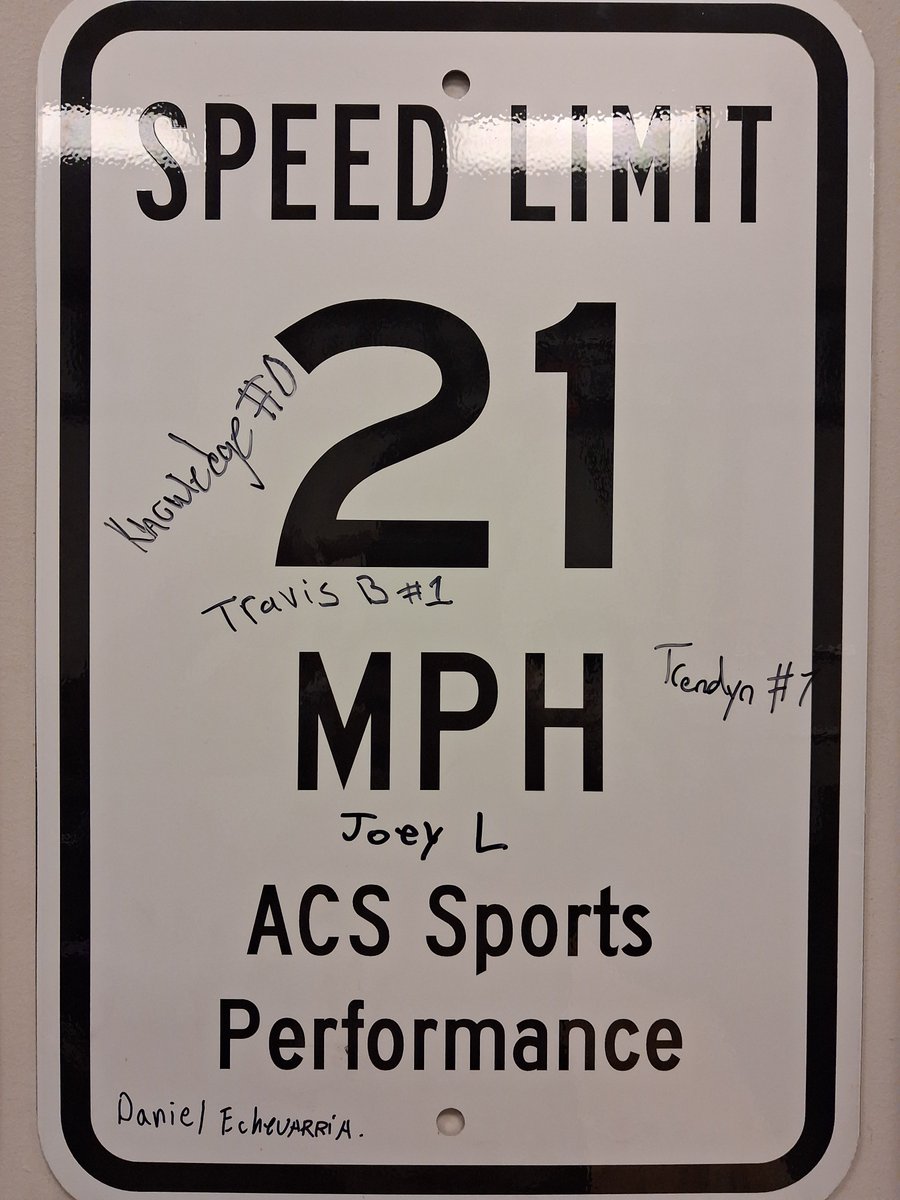 SPEED LIMIT
21
Knowledge #0
Travis B #1
MPH
Trendyn #7
Joey L
ACS Sports
Performance
Daniel EcheVARRiA.